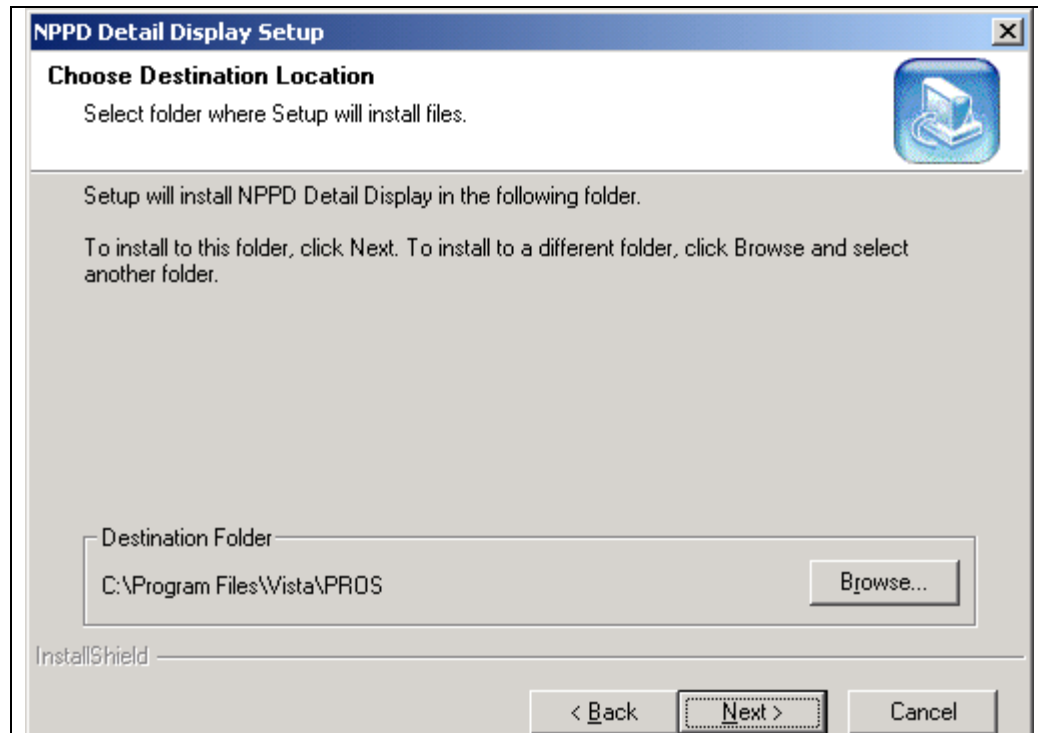 NPPD Detail Display Setup
Choose Destination Location
Select folder where Setup will install files.
Setup will install NPPD Detail Display in the following folder.
To install to this folder, click Next. To install to a different folder, click Browse and select
another folder.
Destination Folder
C:\Program Files\Vista\PROS
Browse...
InstallShield
< Back
Next >
Cancel